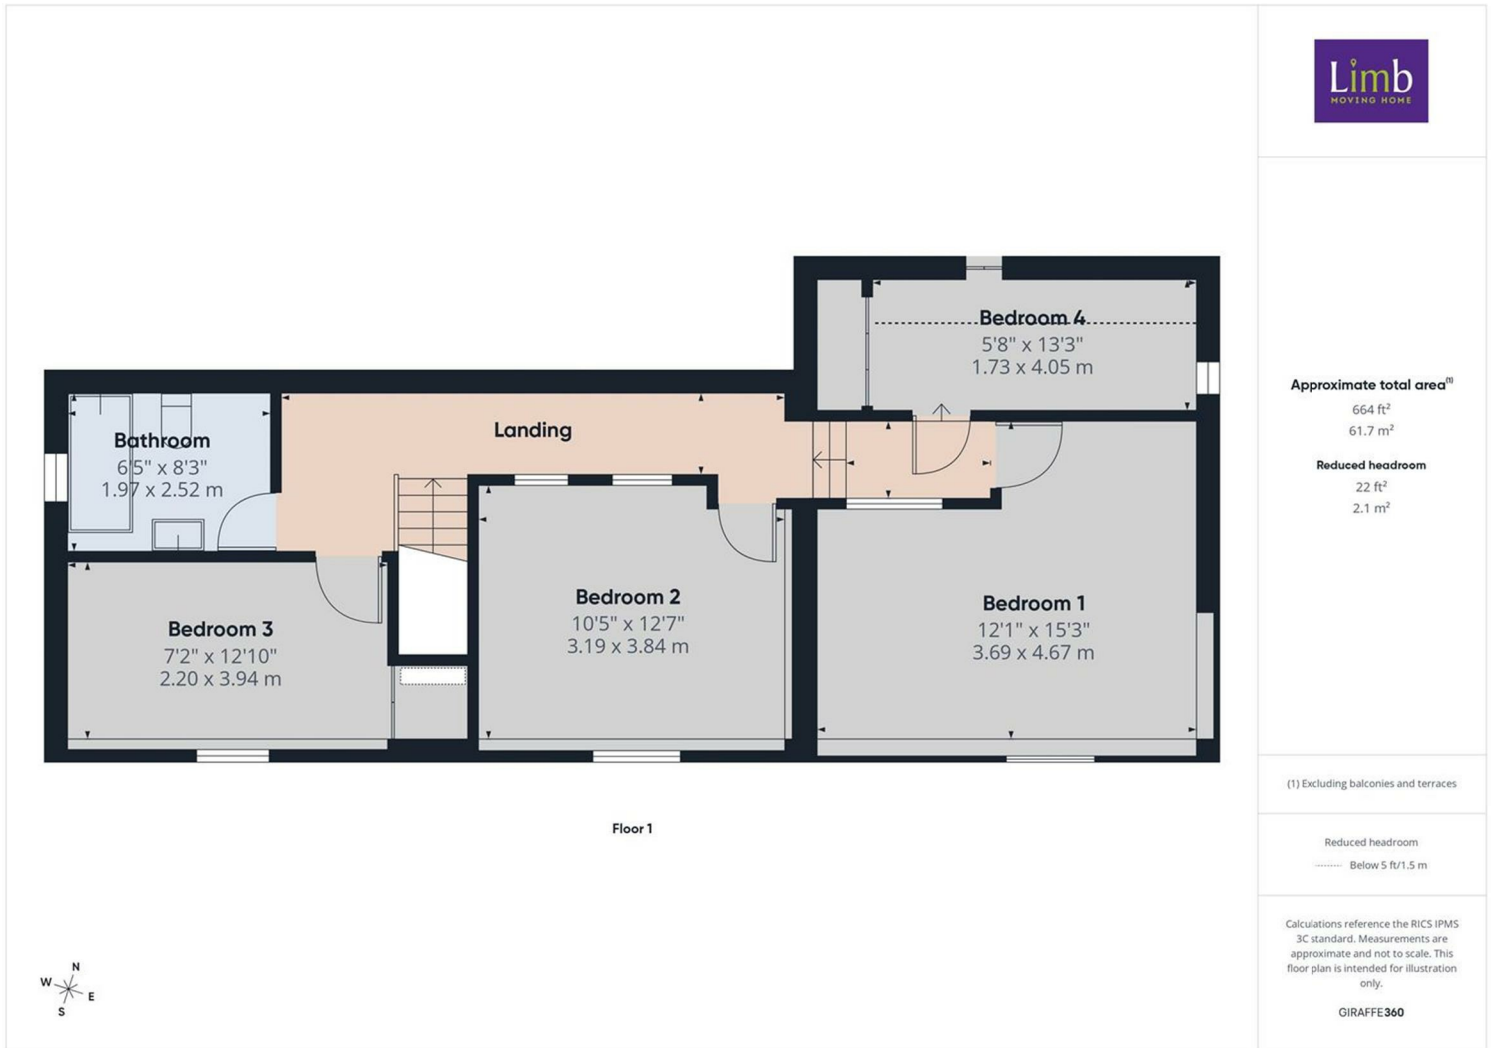 Limb
MOVING HOME
Bedroom 4
5'8" x 13'3"
1.73 x 4.05 m
Bathroom
6'5" x 8'3"
1.97 x 2.52 m
Landing
Bedroom 3
7'2" x 12'10"
2.20 x 3.94 m
Bedroom 2
10'5" x 12'7"
3.19 x 3.84 m
Bedroom 1
12'1" x 15'3"
3.69 x 4.67 m
Floor 1
N
W
E
S
Approximate total area(1)
664 ft²
61.7 m²
Reduced headroom
22 ft²
2.1 m²
(1) Excluding balconies and terraces
Reduced headroom
Below 5 ft/1.5 m
Calculations reference the RICS IPMS
3C standard. Measurements are
approximate and not to scale. This
floor plan is intended for illustration
only.
GIRAFFE360